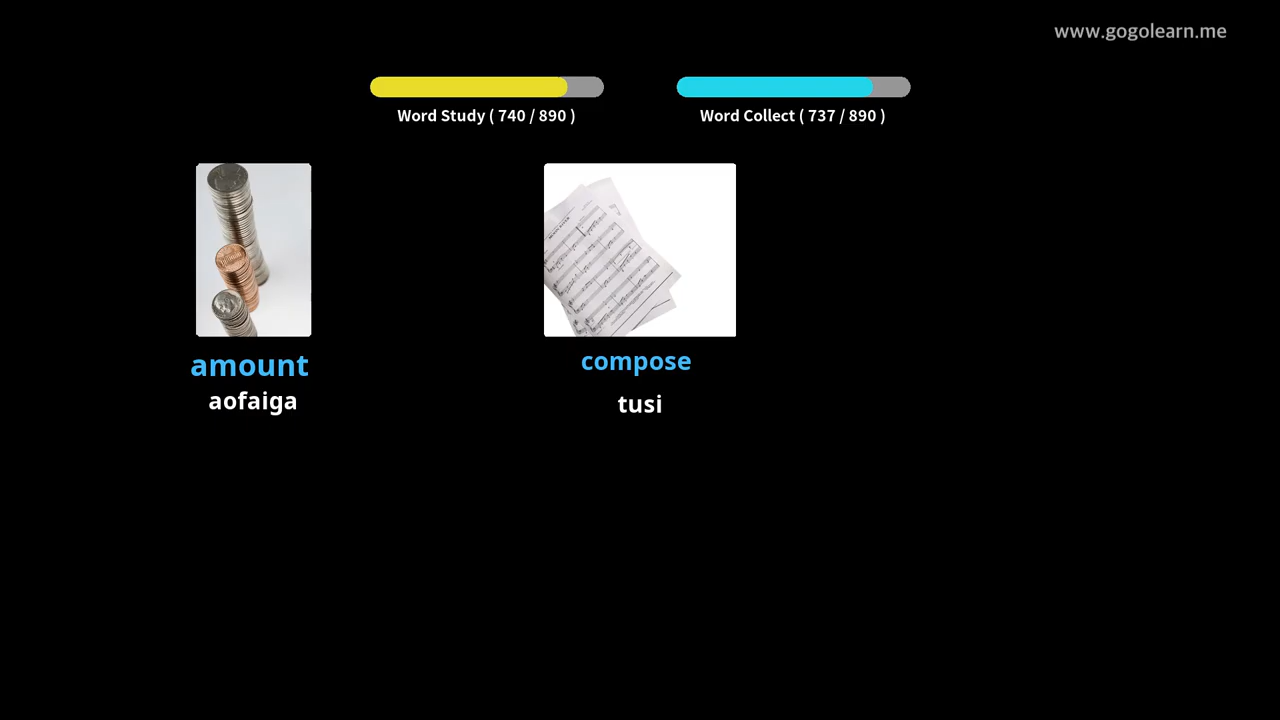 www.gogolearn.me
Word Study ( 740 / 890 )
Word Collect ( 737 / 890 )
amount
aofaiga
compose
tusi